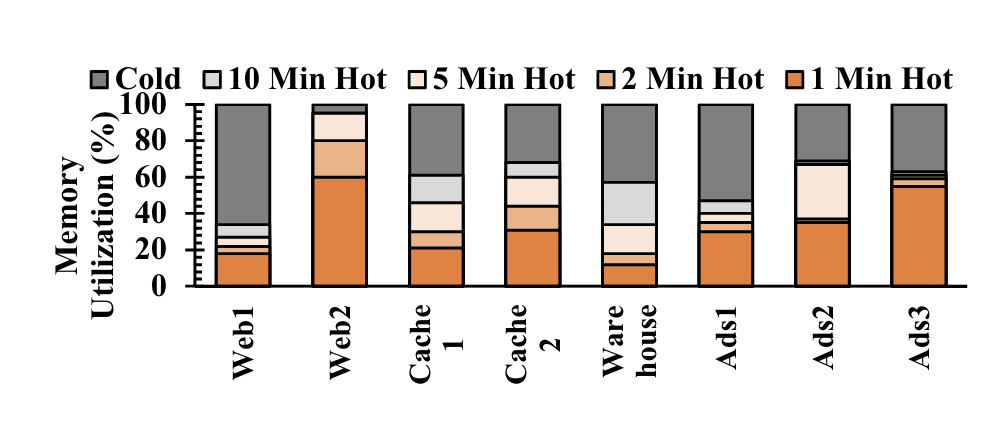 Cold 10 Min Hot 5 Min Hot 2 Min Hot 1 Min Hot
Memory
Utilization (%)
100
80
60
40
20
0
Web1
Web2
Cache
1
Cache
2
Ware
house
Ads1
Ads2
Ads3